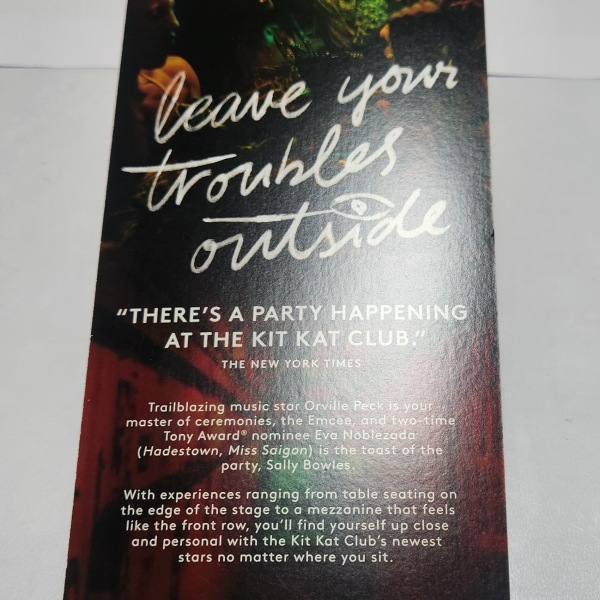 leave your
troubles
outside
“THERE’S A PARTY HAPPENING
AT THE KIT KAT CLUB.”
THE NEW YORK TIMES
Trailblazing music star Orville Peck is your
master of ceremonies, the Emcee, and two-time
Tony Award® nominee Eva Noblezada
(Hadestown, Miss Saigon) is the toast of the
party, Sally Bowles.
With experiences ranging from table seating on
the edge of the stage to a mezzanine that feels
like the front row, you’ll find yourself up close
and personal with the Kit Kat Club’s newest
stars no matter where you sit.